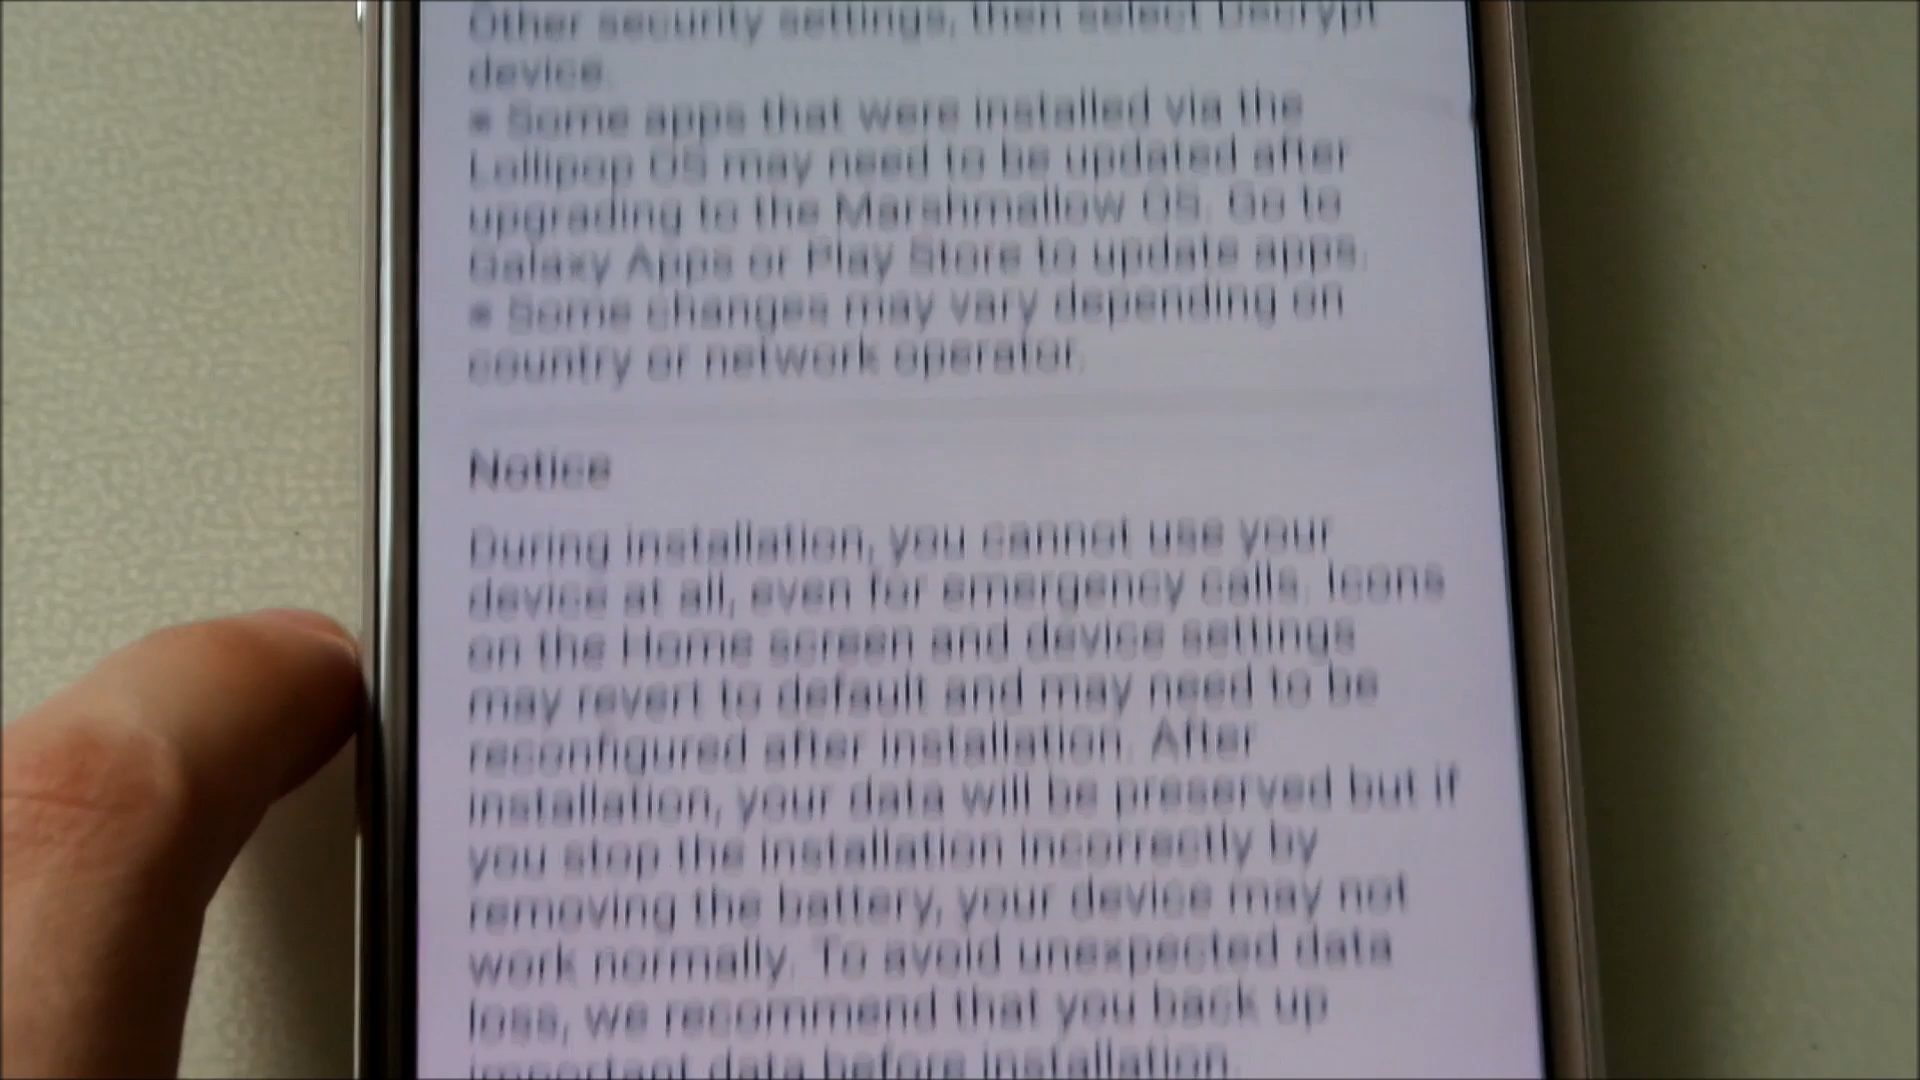 Other security settings, then select Decrypt
device.
* Some apps that were installed via the
Lollipop OS may need to be updated after
upgrading to the Marshmallow OS. Go to
Galaxy Apps or Play Store to update apps.
* Some changes may vary depending on
country or network operator.
Notice
During installation, you cannot use your
device at all, even for emergency calls. Icons
on the Home screen and device settings
may revert to default and may need to be
reconfigured after installation. After
installation, your data will be preserved but if
you stop the installation incorrectly by
removing the battery, your device may not
work normally. To avoid unexpected data
loss, we recommend that you back up
important data before installation.